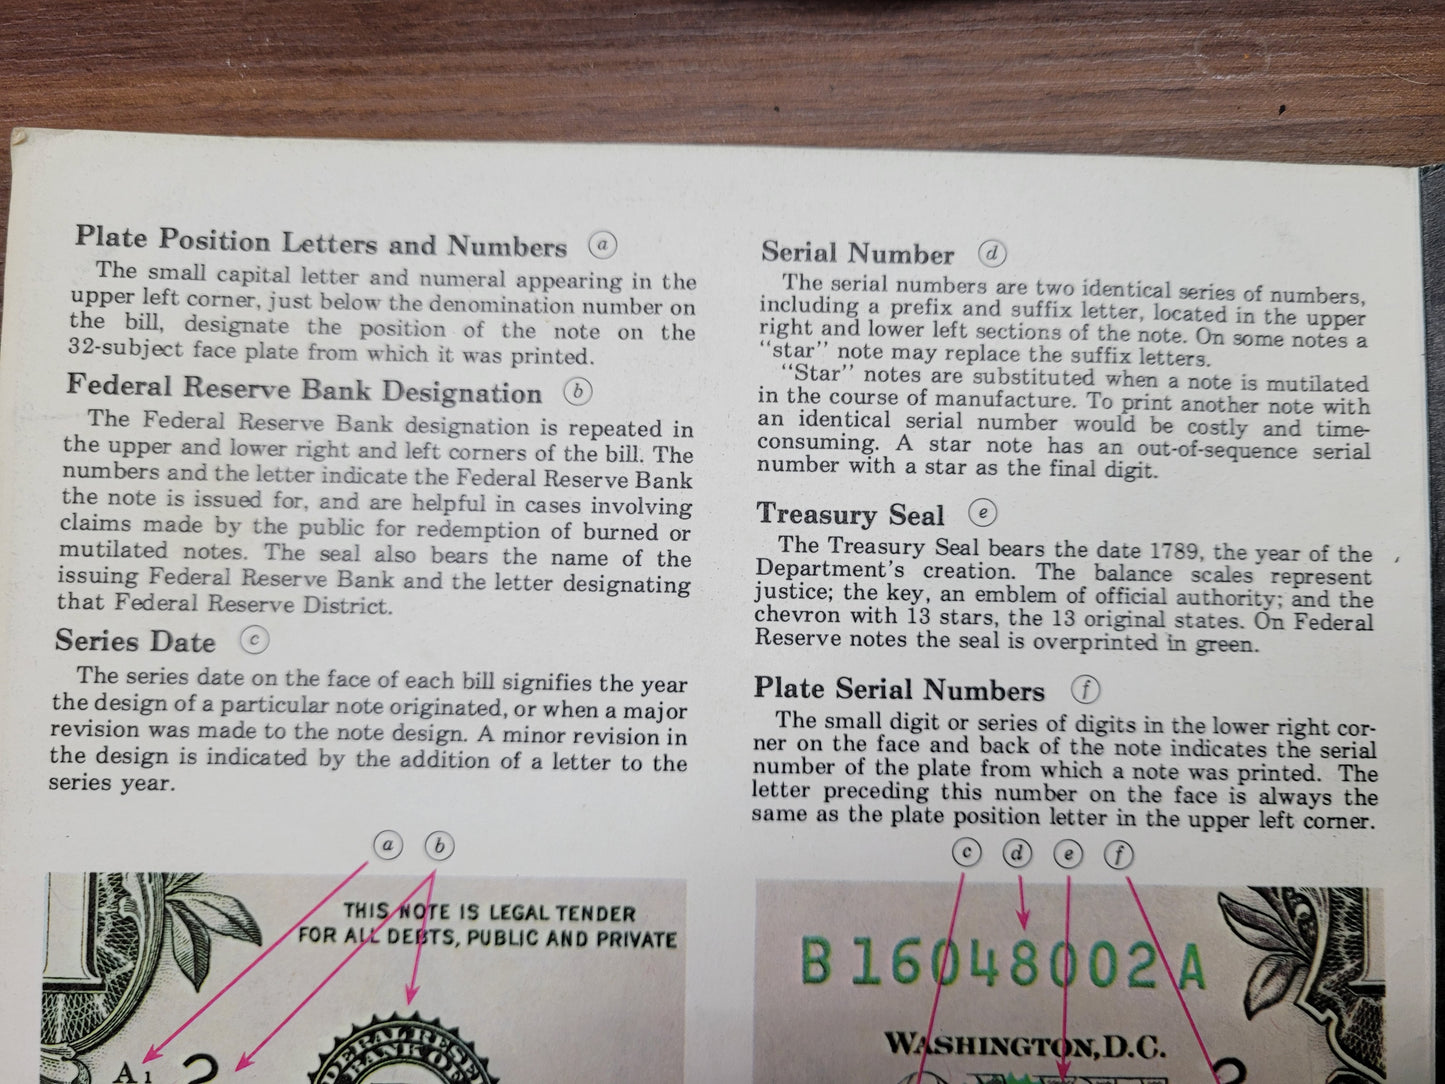 Plate Position Letters and Numbers a
The small capital letter and numeral appearing in the
upper left corner, just below the denomination number on
the bill, designate the position of the note on the
32-subject face plate from which it was printed.
Federal Reserve Bank Designation b
The Federal Reserve Bank designation is repeated in
the upper and lower right and left corners of the bill. The
numbers and the letter indicate the Federal Reserve Bank
the note is issued for, and are helpful in cases involving
claims made by the public for redemption of burned or
mutilated notes. The seal also bears the name of the
issuing Federal Reserve Bank and the letter designating
that Federal Reserve District.
Series Date c
The series date on the face of each bill signifies the year
the design of a particular note originated, or when a major
revision was made to the note design. A minor revision in
the design is indicated by the addition of a letter to the
series year.
a b
THIS NOTE IS LEGAL TENDER
FOR ALL DEBTS, PUBLIC AND PRIVATE
FEDERAL RESERVE
BANK OF
A1 2
Serial Number d
The serial numbers are two identical series of numbers,
including a prefix and suffix letter, located in the upper
right and lower left sections of the note. On some notes a
“star” note may replace the suffix letters.
“Star” notes are substituted when a note is mutilated
in the course of manufacture. To print another note with
an identical serial number would be costly and time-
consuming. A star note has an out-of-sequence serial
number with a star as the final digit.
Treasury Seal e
The Treasury Seal bears the date 1789, the year of the
Department's creation. The balance scales represent
justice; the key, an emblem of official authority; and the
chevron with 13 stars, the 13 original states. On Federal
Reserve notes the seal is overprinted in green.
Plate Serial Numbers f
The small digit or series of digits in the lower right cor-
ner on the face and back of the note indicates the serial
number of the plate from which a note was printed. The
letter preceding this number on the face is always the
same as the plate position letter in the upper left corner.
c d e f
B 16048002 A
WASHINGTON, D.C.
2